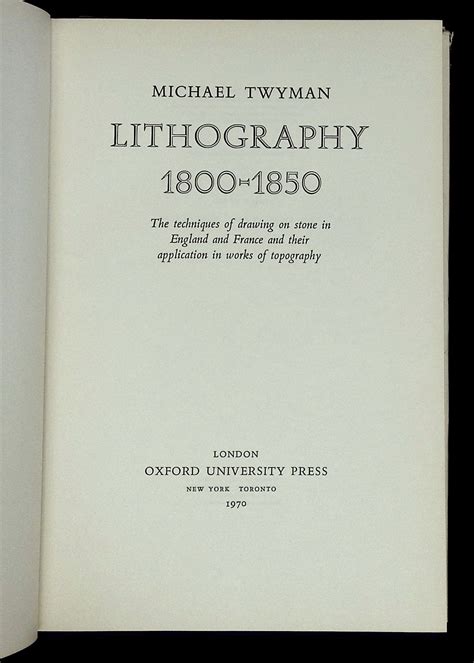 MICHAEL TWYMAN
LITHOGRAPHY
1800-1850
The techniques of drawing on stone in
England and France and their
application in works of topography
LONDON
OXFORD UNIVERSITY PRESS
NEW YORK TORONTO
1970